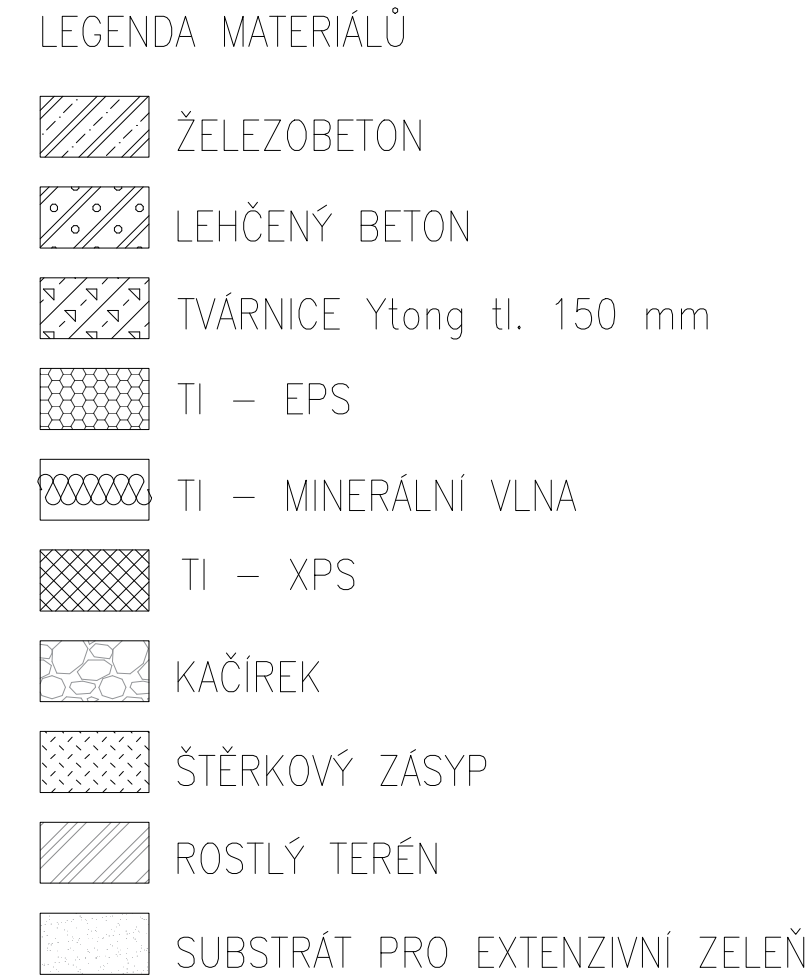 LEGENDA MATERIÁLŮ
ŽELEZOBETON
LEHČENÝ BETON
TVÁRNICE Ytong tl. 150 mm
TI – EPS
TI – MINERÁLNÍ VLNA
TI – XPS
KAČÍREK
ŠTĚRKOVÝ ZÁSYP
ROSTLÝ TERÉN
SUBSTRÁT PRO EXTENZIVNÍ ZELEŇ